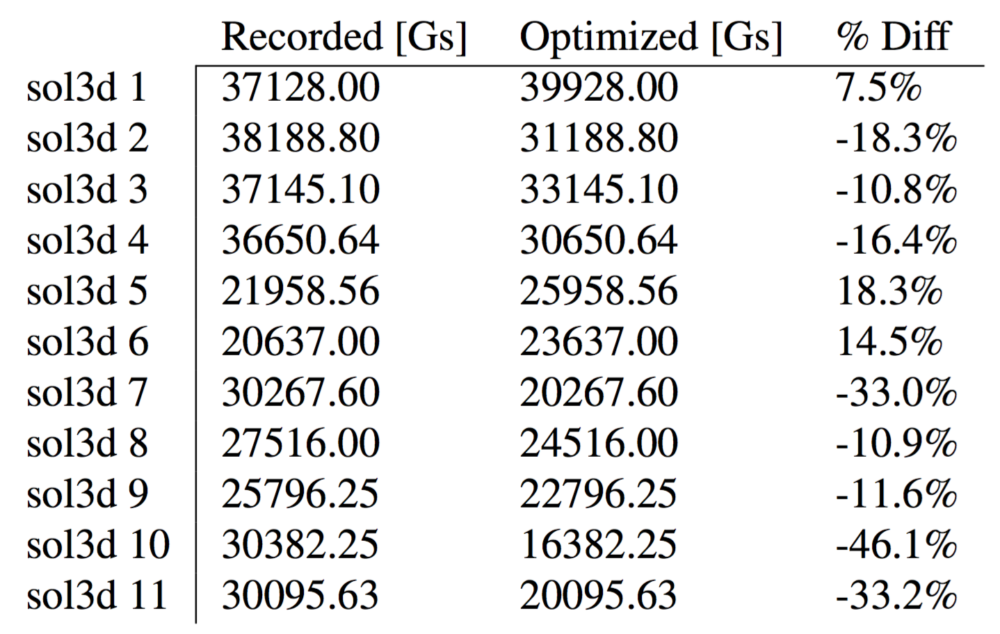 Recorded [Gs] Optimized [Gs] % Diff
sol3d 1 37128.00 39928.00 7.5%
sol3d 2 38188.80 31188.80 -18.3%
sol3d 3 37145.10 33145.10 -10.8%
sol3d 4 36650.64 30650.64 -16.4%
sol3d 5 21958.56 25958.56 18.3%
sol3d 6 20637.00 23637.00 14.5%
sol3d 7 30267.60 20267.60 -33.0%
sol3d 8 27516.00 24516.00 -10.9%
sol3d 9 25796.25 22796.25 -11.6%
sol3d 10 30382.25 16382.25 -46.1%
sol3d 11 30095.63 20095.63 -33.2%